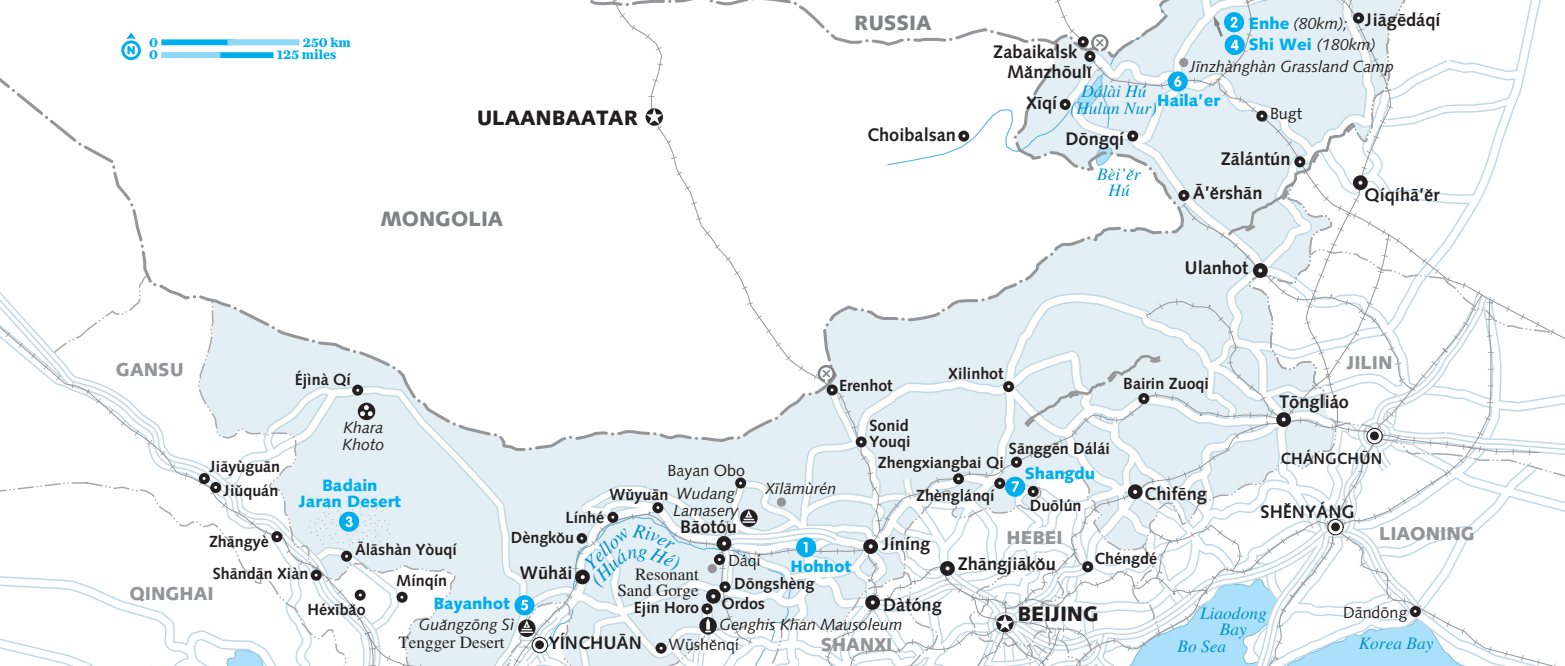 RUSSIA
2 Enhe (80km);
4 Shi Wei (180km)
Jiāgēdáqí
N
0 250 km
0 125 miles
Zabaikalsk
Mǎnzhōulǐ
Jīnzhànghàn Grassland Camp
6
Haila'er
Dálài Hú
(Hulun Nur)
Xīqí
Bugt
ULAANBAATAR
Choibalsan
Dōngqí
Zālántún
Bèi'ěr
Hú
Ā'ěrshān
Qíqíhā'ěr
MONGOLIA
Ulanhot
GANSU
JILIN
Éjìnà Qí
Erenhot
Xilinhot
Bairin Zuoqi
Khara
Khoto
Tōngliáo
Sonid
Youqi
CHÁNGCHŪN
Sānggēn Dálái
Zhengxiangbai Qi
Shangdu
7
Zhènglánqí
Duōlún
Chìfēng
Jiāyùguān
Jiǔquán
Badain
Jaran Desert
3
Bayan Obo
Xīlāmùrén
Wǔyuān
Wudang
Lamasery
Línhé
Bāotóu
SHĚNYÁNG
LIAONING
Zhāngyè
Dèngkǒu
Yellow River
(Huáng Hé)
1
Hohhot
Jíníng
HEBEI
Ālāshàn Yòuqí
Dáqí
Zhāngjiākǒu
Chéngdé
Shāndān Xiàn
Mínqín
Wūhǎi
Resonant
Sand Gorge
Dōngshèng
QINGHAI
Héxībǎo
Bayanhot
5
Ejin Horo
Ordos
Dàtóng
BEIJING
Liaodong
Bay
Dāndōng
Guǎngzōng Sì
Genghis Khan Mausoleum
Tengger Desert
YÍNCHUĀN
Wūshěnqí
SHANXI
Bo Sea
Korea Bay